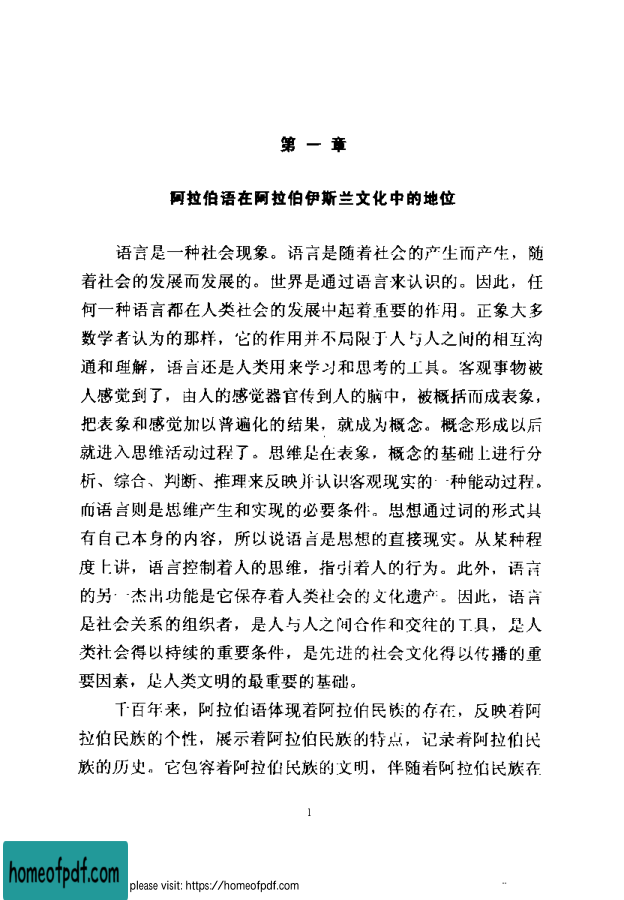 第 一 章
阿拉伯语在阿拉伯伊斯兰文化中的地位
语言是一种社会现象。语言是随着社会的产生而产生，随
着社会的发展而发展的。世界是通过语言来认识的。因此，任
何一种语言都在人类社会的发展中起着重要的作用。正象大多
数学者认为的那样，它的作用并不局限于人与人之间的相互沟
通和理解，语言还是人类用来学习和思考的工具。客观事物被
人感觉到了，由人的感觉器官传到人的脑中，被概括而成表象，
把表象和感觉加以普遍化的结果，就成为概念。概念形成以后
就进入思维活动过程了。思维是在表象，概念的基础上进行分
析、综合、判断、推理来反映并认识客观现实的一种能动过程。
而语言则是思维产生和实现的必要条件。思想通过词的形式具
有自己本身的内容，所以说语言是思想的直接现实。从某种程
度上讲，语言控制着人的思维，指引着人的行为。此外，语言
的另一杰出功能是它保存着人类社会的文化遗产。因此，语言
是社会关系的组织者，是人与人之间合作和交往的工具，是人
类社会得以持续的重要条件，是先进的社会文化得以传播的重
要因素，是人类文明的最重要的基础。
千百年来，阿拉伯语体现着阿拉伯民族的存在，反映着阿
拉伯民族的个性，展示着阿拉伯民族的特点，记录着阿拉伯民
族的历史。它包容着阿拉伯民族的文明，伴随着阿拉伯民族在
1
homeofpdf.com
please visit: https://homeofpdf.com